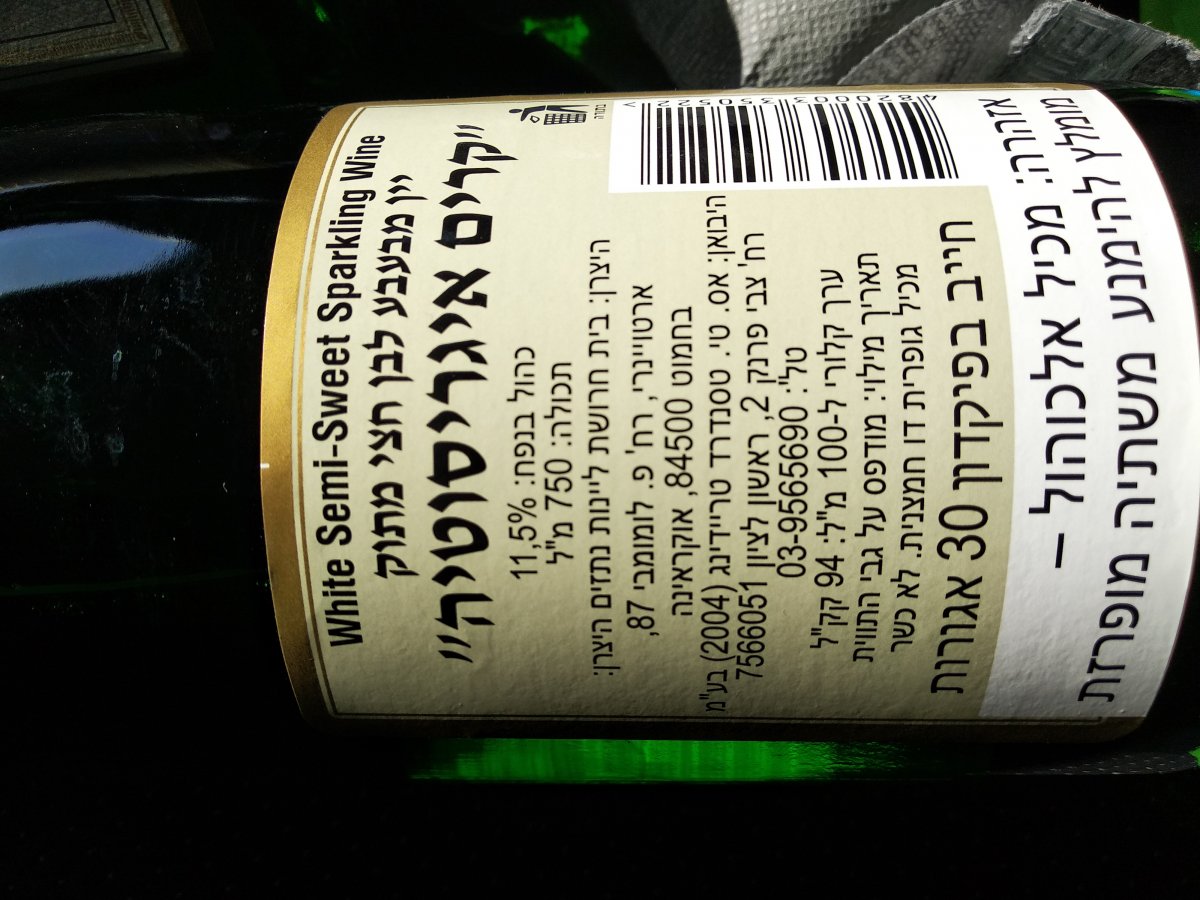 White Semi-Sweet Sparkling Wine
יין מבעבע לבן חצי מתוק
"קרים איגריסוטיה"
כהול בנפח: 11,5%
תכולה: 750 מ"ל
היצרן: בית חרושת ליינות נתזים היצרן:
ארטויינרי, רח' פ. לומומבי 87,
בחמוט 84500, אוקראינה
היבואן: אס. טי. סטנדרד טריידינג (2004) בע"מ
רח' צבי פרנק 2, ראשון לציון 7566051
טל': 03-9565690
ערך קלורי ל-100 מ"ל: 94 קק"ל
תאריך מילוי: מודפס על גבי התווית
מכיל גופרית דו חמצנית. לא כשר
חייב בפיקדון 30 אגורות
אזהרה: מכיל אלכוהול –
מומלץ להימנע משתיה מופרזת